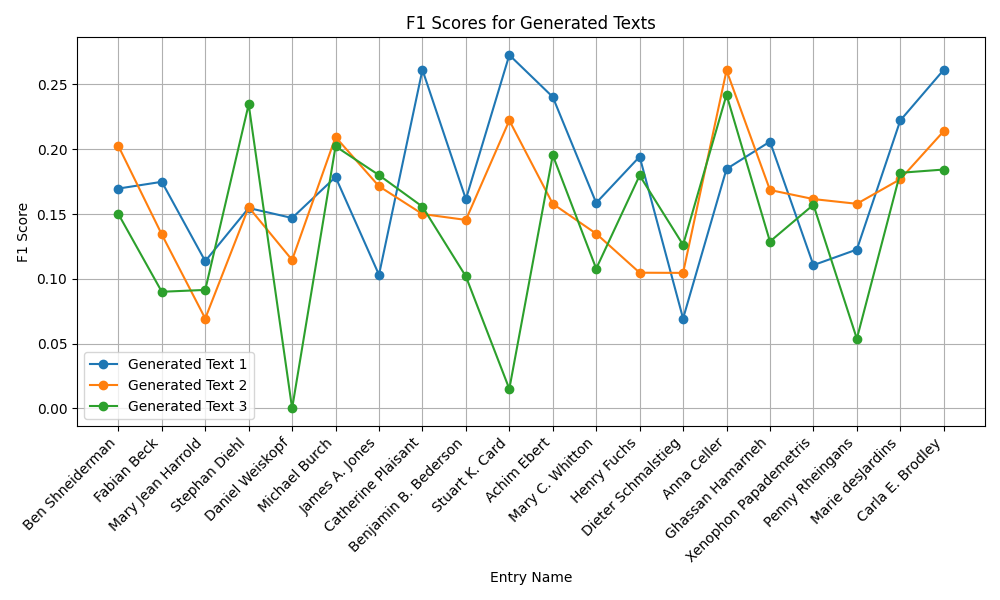 F1 Scores for Generated Texts
F1 Score
0.25
0.20
0.15
0.10
0.05
0.00
Generated Text 1
Generated Text 2
Generated Text 3
Ben Shneiderman
Fabian Beck
Mary Jean Harrold
Stephan Diehl
Daniel Weiskopf
Michael Burch
James A. Jones
Catherine Plaisant
Benjamin B. Bederson
Stuart K. Card
Achim Ebert
Mary C. Whitton
Henry Fuchs
Dieter Schmalstieg
Anna Celler
Ghassan Hamarneh
Xenophon Papademetris
Penny Rheingans
Marie desJardins
Carla E. Brodley
Entry Name